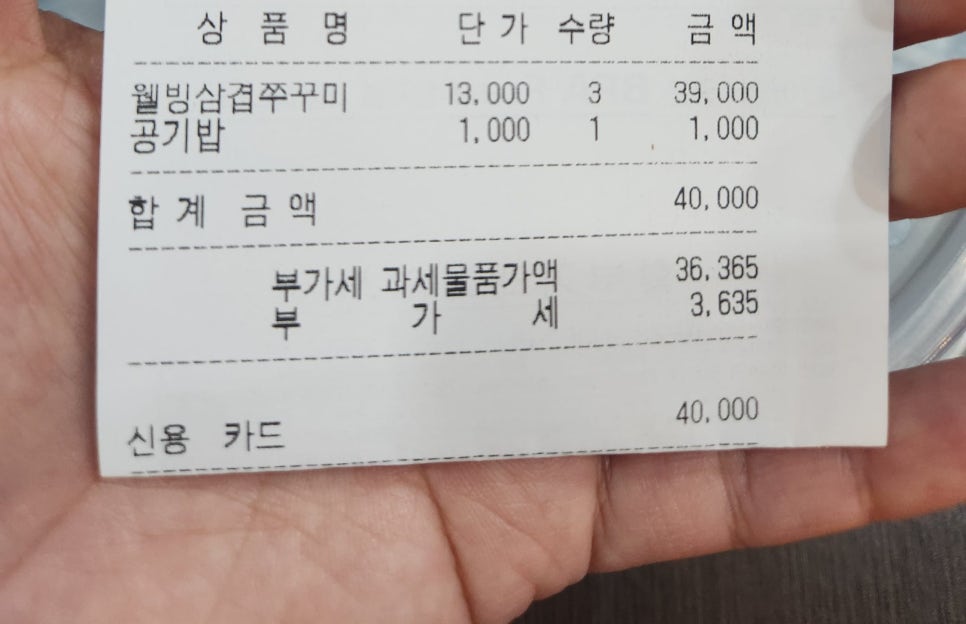 상 품 명 단 가 수량 금 액
웰빙삼겹쭈꾸미 13,000 3 39,000
공기밥 1,000 1 1,000
합 계 금 액 40,000
부가세 과세물품가액 36,365
부 가 세 3,635
신용 카드 40,000